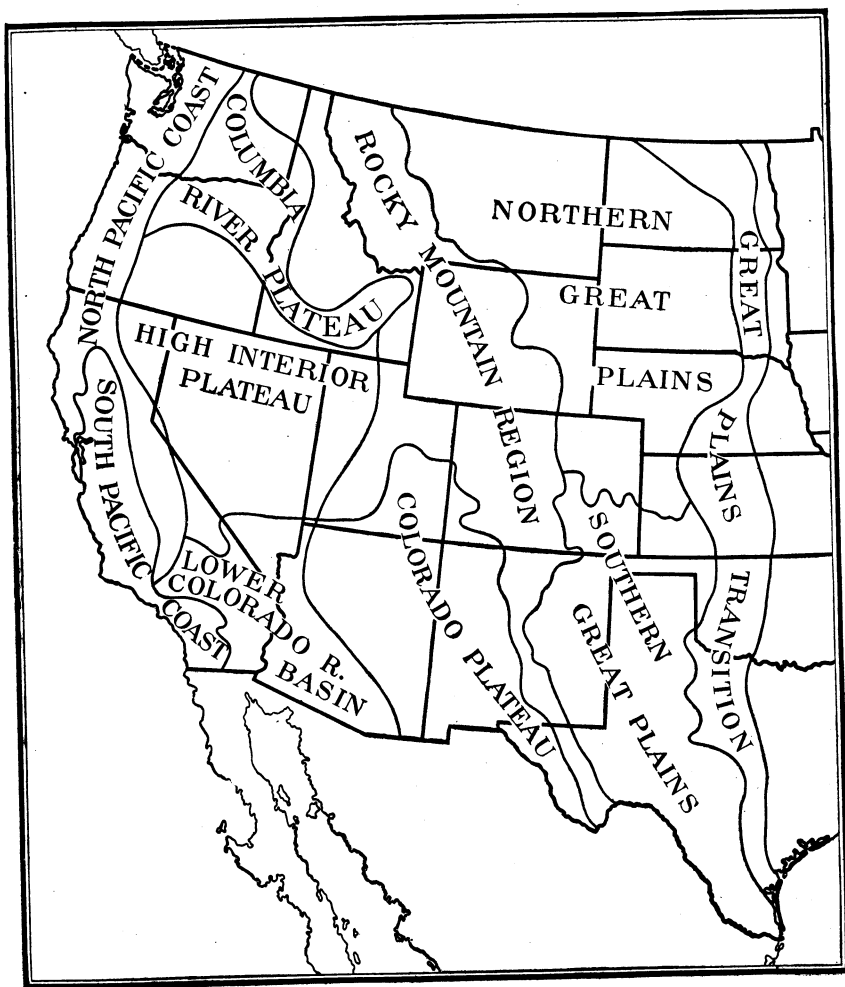 NORTH PACIFIC COAST
COLUMBIA
RIVER PLATEAU
ROCKY MOUNTAIN REGION
NORTHERN
GREAT
PLAINS
GREAT PLAINS TRANSITION
HIGH INTERIOR
PLATEAU
SOUTH PACIFIC COAST
LOWER
COLORADO R.
BASIN
COLORADO PLATEAU
SOUTHERN
GREAT PLAINS